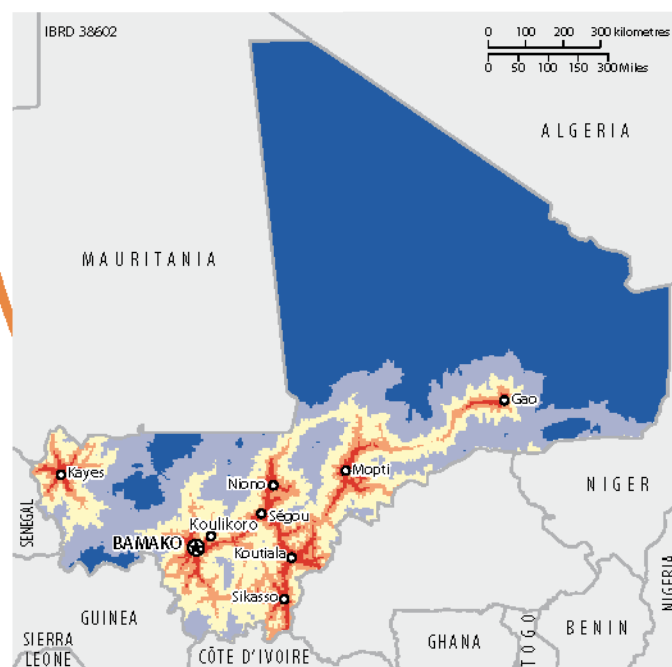 IBRD 38602
0 100 200 300 kilometres
0 50 100 150 300 Miles
ALGERIA
MAURITANIA
Gao
Kayes
Mopti
Niono
NIGER
SENEGAL
Ségou
Koulikoro
BAMAKO
Koutiala
Sikasso
NIGERIA
GUINEA
BENIN
SIERRA
LEONE
CÔTE D'IVOIRE
GHANA
TOGO